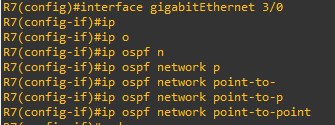 R7(config)#interface gigabitEthernet 3/0
R7(config-if)#ip
R7(config-if)#ip o
R7(config-if)#ip ospf n
R7(config-if)#ip ospf network p
R7(config-if)#ip ospf network point-to-
R7(config-if)#ip ospf network point-to-p
R7(config-if)#ip ospf network point-to-point